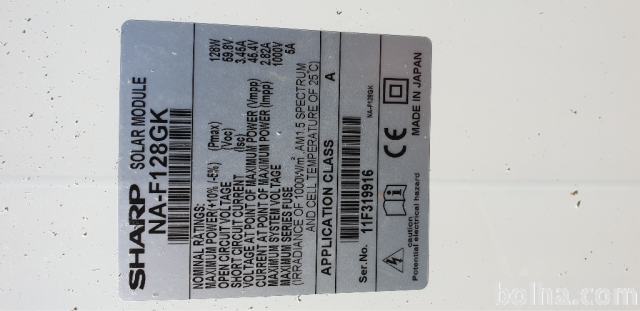 SHARP SOLAR MODULE
NA-F128GK
NOMINAL RATINGS:
MAXIMUM POWER(+10% -5%) (Pmax) 128W
OPEN CIRCUIT VOLTAGE (Voc) 59.8V
SHORT CIRCUIT CURRENT (Isc) 3.45A
VOLTAGE AT POINT OF MAXIMUM POWER (Vmpp) 45.4V
CURRENT AT POINT OF MAXIMUM POWER (Impp) 2.82A
MAXIMUM SYSTEM VOLTAGE 1000V
MAXIMUM SERIES FUSE 5A
(IRRADIANCE OF 1000W/m², AM1.5 SPECTRUM
AND CELL TEMPERATURE OF 25°C)
APPLICATION CLASS A
Ser.No. 11F319916
NA-F128GK
CE
caution
Potential electrical hazard
MADE IN JAPAN
bolha.com